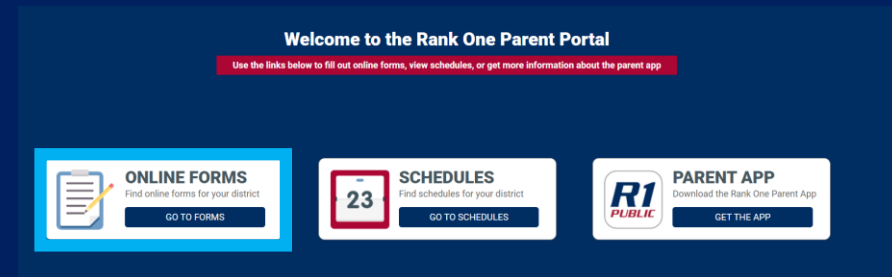 Welcome to the Rank One Parent Portal
Use the links below to fill out online forms, view schedules, or get more information about the parent app
ONLINE FORMS
Find online forms for your district
GO TO FORMS
23
SCHEDULES
Find schedules for your district
GO TO SCHEDULES
R1
PUBLIC
PARENT APP
Download the Rank One Parent App
GET THE APP